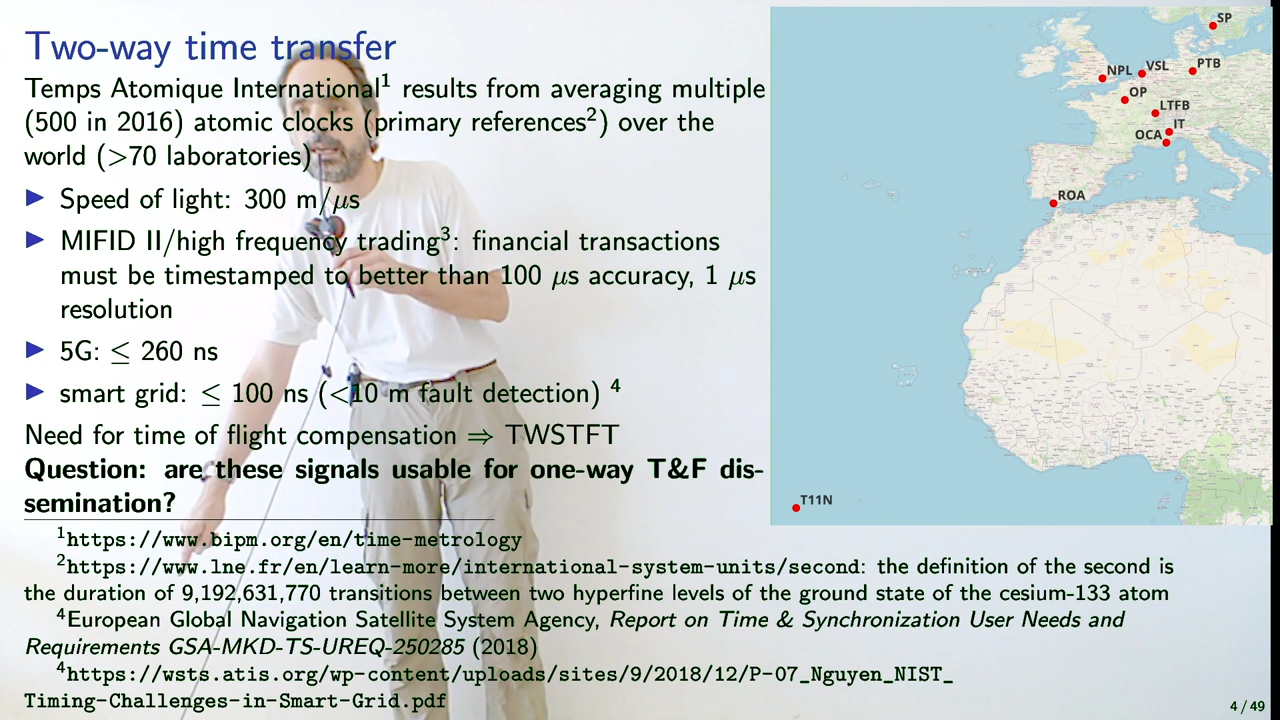 Two-way time transfer
Temps Atomique International¹ results from averaging multiple
(500 in 2016) atomic clocks (primary references²) over the
world (>70 laboratories)
▶ Speed of light: 300 m/μs
▶ MIFID II/high frequency trading³: financial transactions
must be timestamped to better than 100 μs accuracy, 1 μs
resolution
▶ 5G: ≤ 260 ns
▶ smart grid: ≤ 100 ns (<10 m fault detection) ⁴
Need for time of flight compensation ⇒ TWSTFT
Question: are these signals usable for one-way T&F dis-
semination?
SP
NPL
VSL
PTB
OP
LTFB
IT
OCA
ROA
T11N
¹https://www.bipm.org/en/time-metrology
²https://www.lne.fr/en/learn-more/international-system-units/second: the definition of the second is
the duration of 9,192,631,770 transitions between two hyperfine levels of the ground state of the cesium-133 atom
⁴European Global Navigation Satellite System Agency, Report on Time & Synchronization User Needs and
Requirements GSA-MKD-TS-UREQ-250285 (2018)
⁴https://wsts.atis.org/wp-content/uploads/sites/9/2018/12/P-07_Nguyen_NIST_
Timing-Challenges-in-Smart-Grid.pdf
4 / 49